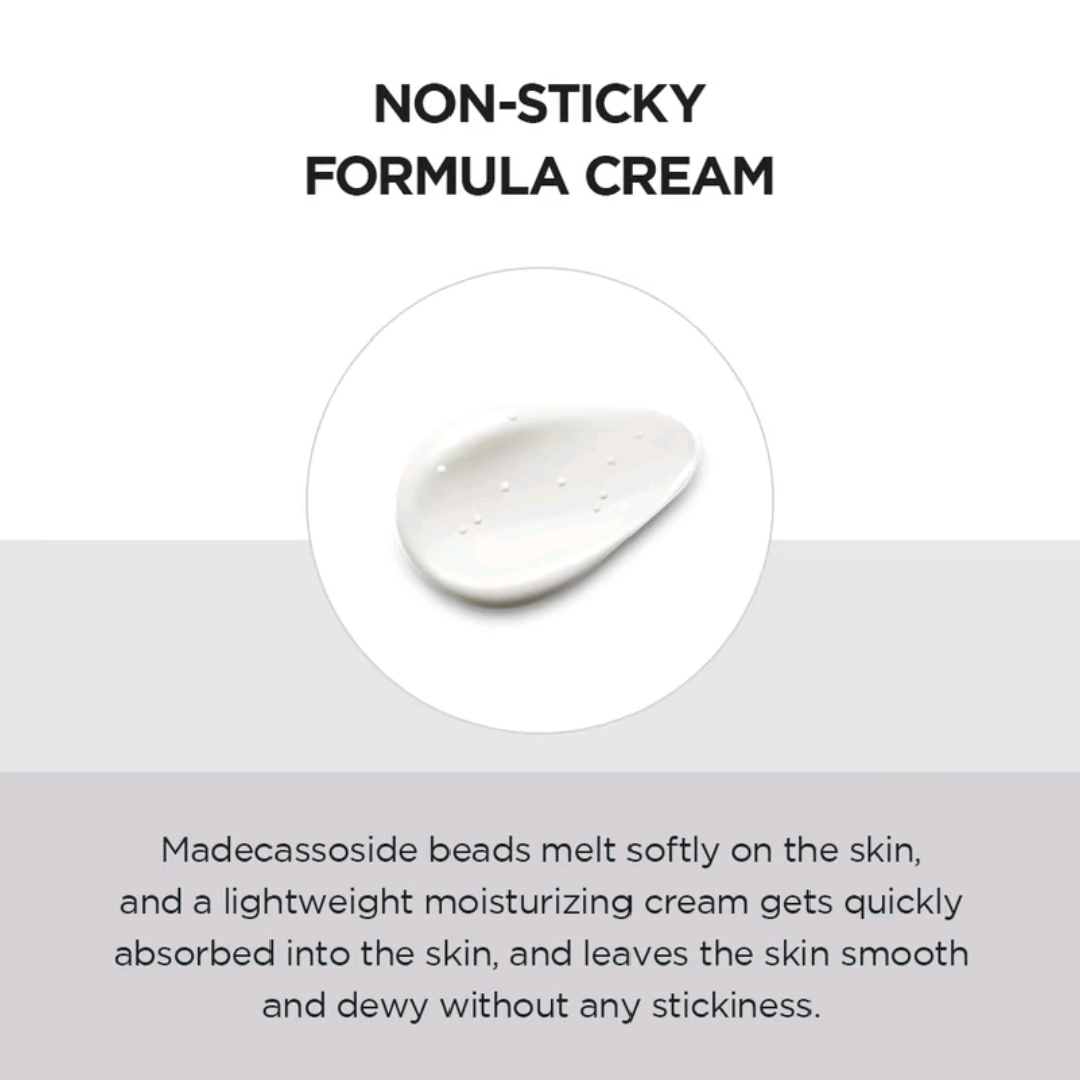 NON-STICKY
FORMULA CREAM
Madecassoside beads melt softly on the skin,
and a lightweight moisturizing cream gets quickly
absorbed into the skin, and leaves the skin smooth
and dewy without any stickiness.